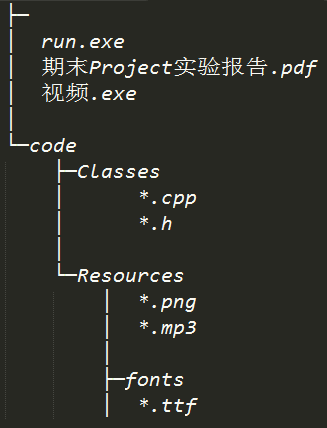 run.exe
期末Project实验报告.pdf
视频.exe
code
Classes
*.cpp
*.h
Resources
*.png
*.mp3
fonts
*.ttf